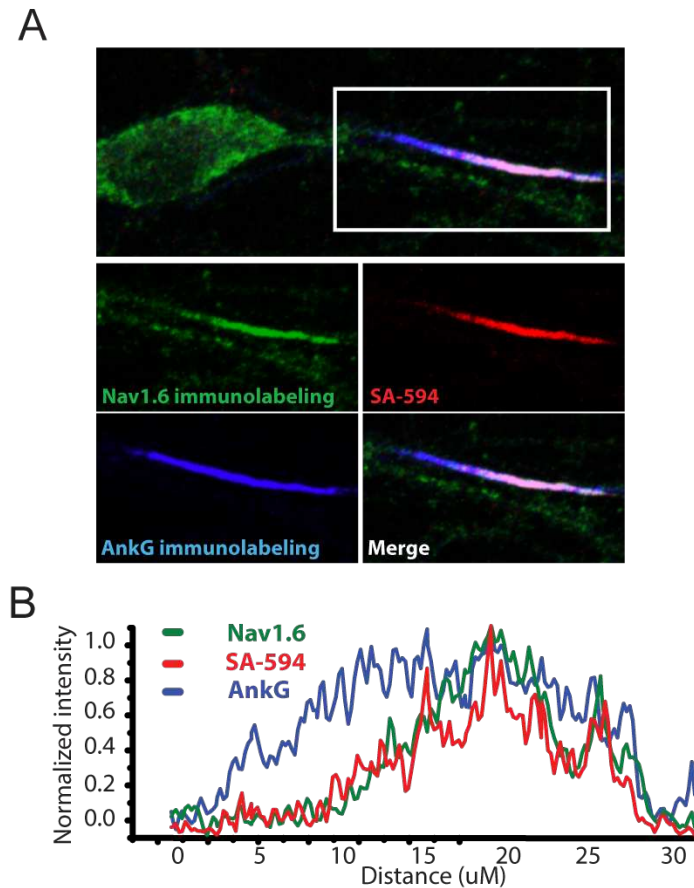 A
Nav1.6 immunolabeling
SA-594
AnkG immunolabeling
Merge
B
Nav1.6
SA-594
AnkG
Normalized intensity
1.0
0.8
0.6
0.4
0.2
0.0
0 5 10 15 20 25 30
Distance (uM)